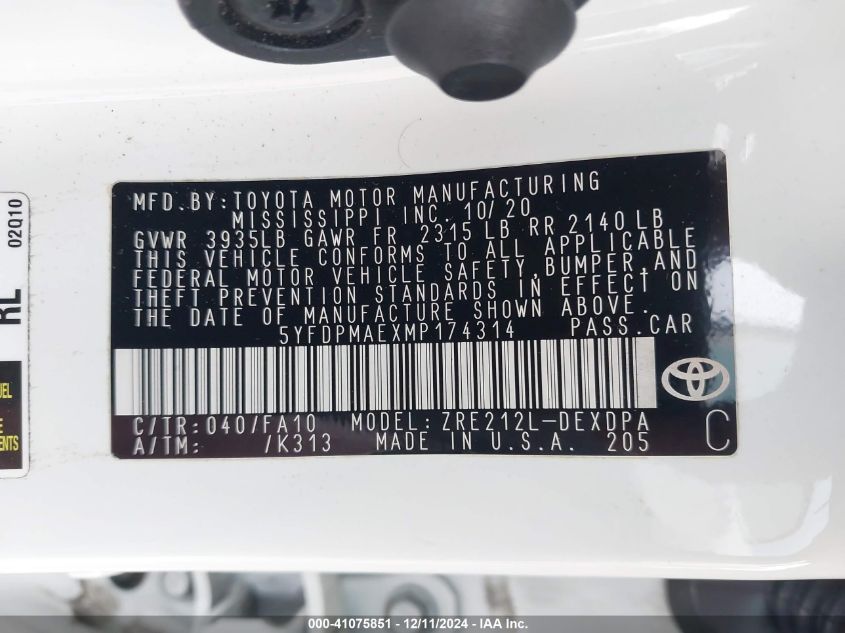 MFD.BY:TOYOTA MOTOR MANUFACTURING
MISSISSIPPI INC. 10/20
GVWR 3935LB GAWR FR 2315 LB RR 2140 LB
THIS VEHICLE CONFORMS TO ALL APPLICABLE
FEDERAL MOTOR VEHICLE SAFETY,BUMPER,AND
THEFT PREVENTION STANDARDS IN EFFECT ON
THE DATE OF MANUFACTURE SHOWN ABOVE.
5YFDPMAEXMP174314 PASS.CAR
C/TR:040/FA10 MODEL:ZRE212L-DEXDPA
A/TM: /K313 MADE IN U.S.A. 205
C
02Q10
RL
000-41075851 - 12/11/2024 - IAA Inc.